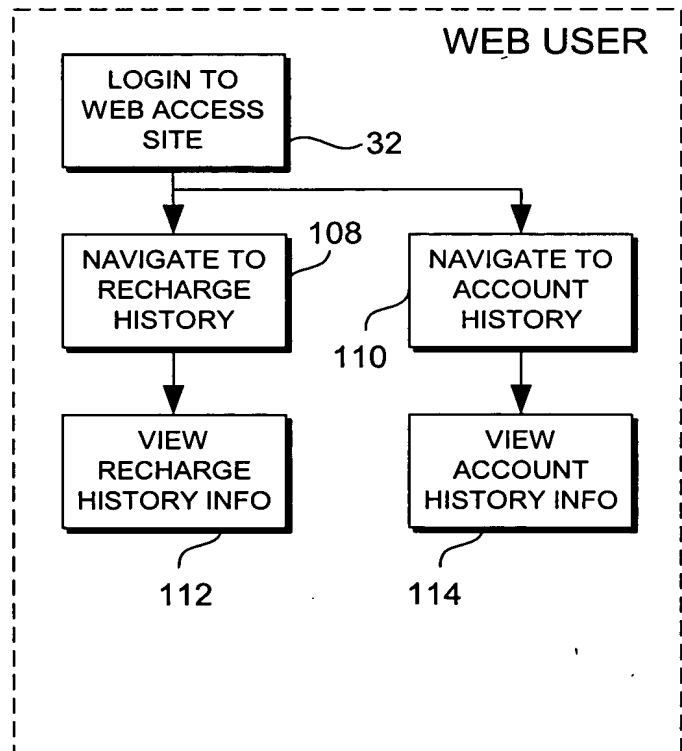 WEB USER
LOGIN TO
WEB ACCESS
SITE
32
108
NAVIGATE TO
RECHARGE
HISTORY
NAVIGATE TO
ACCOUNT
HISTORY
110
VIEW
RECHARGE
HISTORY INFO
VIEW
ACCOUNT
HISTORY INFO
112
114